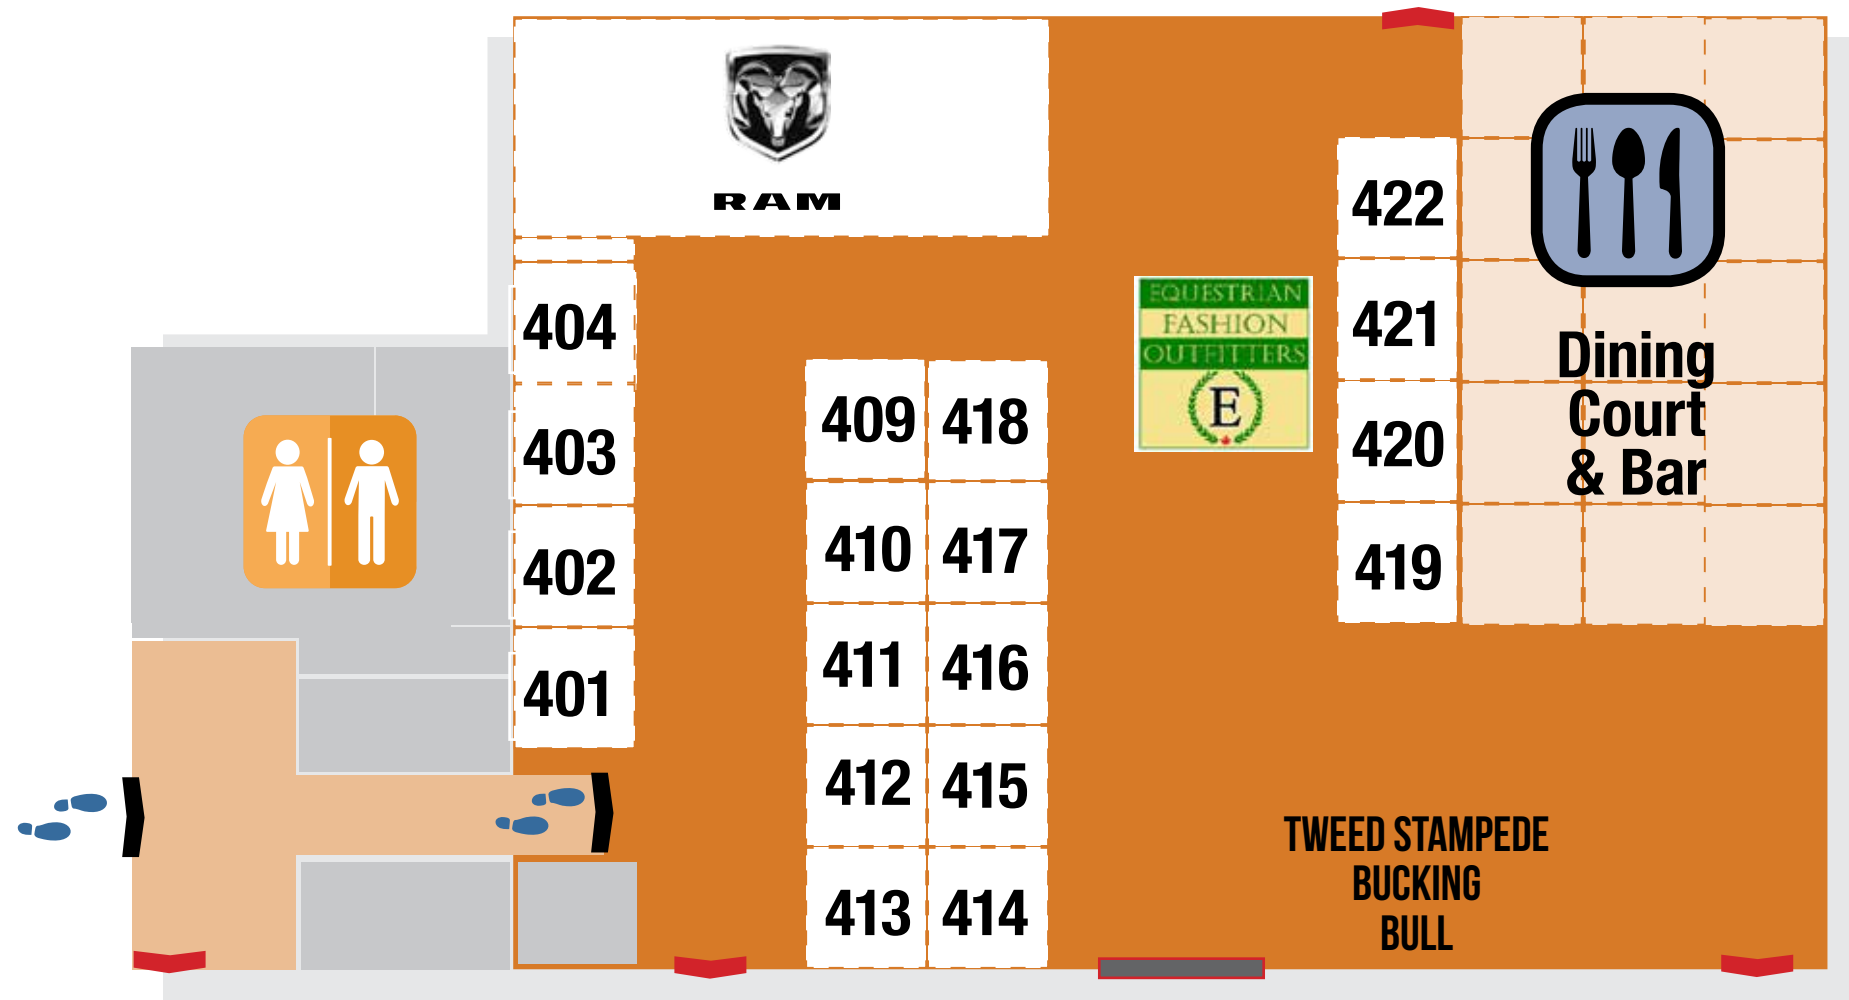 RAM
404
403
402
401
409 418
410 417
411 416
412 415
413 414
EQUESTRIAN
FASHION
OUTFITTERS
E
422
421
420
419
Dining
Court
& Bar
TWEED STAMPEDE
BUCKING
BULL